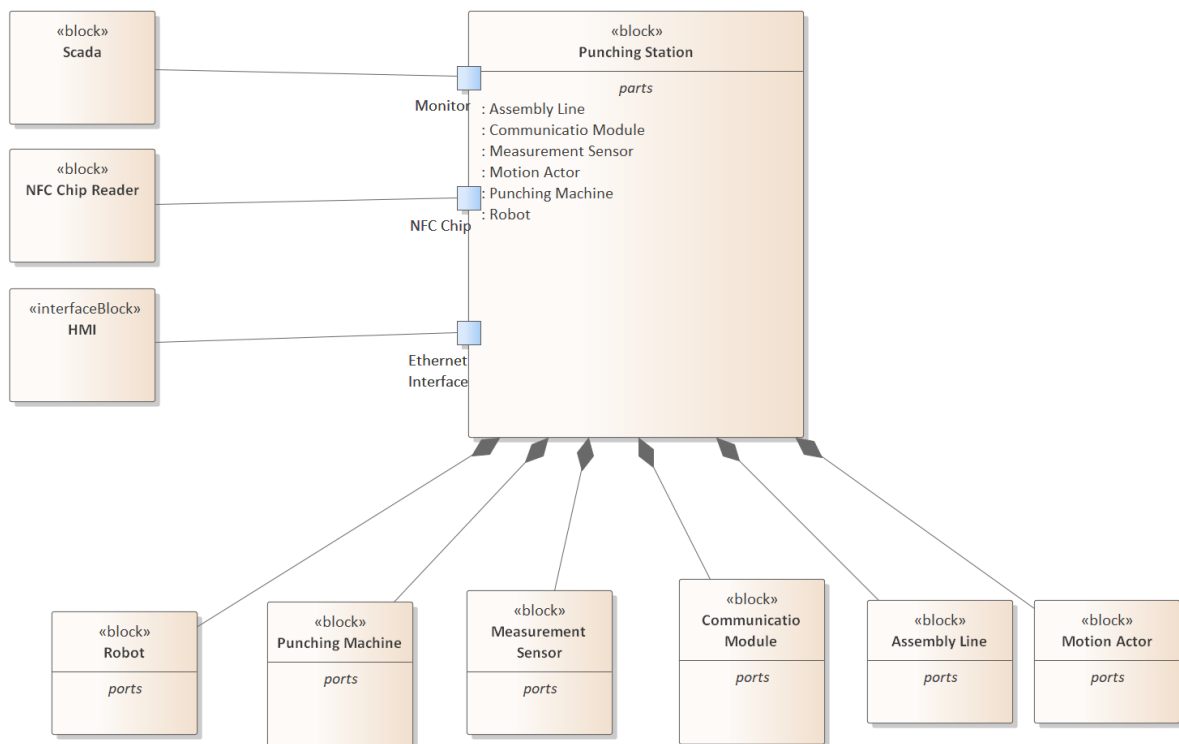 «block»
Scada
«block»
NFC Chip Reader
«interfaceBlock»
HMI
«block»
Punching Station
parts
: Assembly Line
: Communicatio Module
: Measurement Sensor
: Motion Actor
: Punching Machine
: Robot
Monitor
NFC Chip
Ethernet
Interface
«block»
Robot
ports
«block»
Punching Machine
ports
«block»
Measurement
Sensor
ports
«block»
Communicatio
Module
ports
«block»
Assembly Line
ports
«block»
Motion Actor
ports